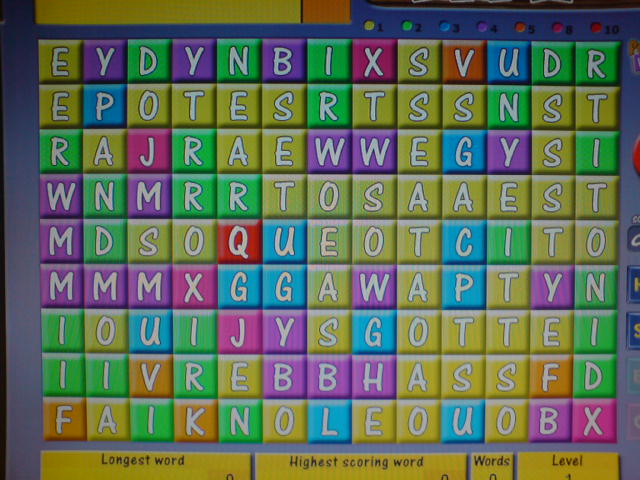 1 2 3 4 5 8 10
E Y D Y N B I X S V U D R
E P O T E S R T S S N S T
R A J R A E W W E G Y S I
W N M R R T O S A A E S T
M D S O Q U E O T C I T O
M M M X G G A W A P T Y N
I O U I J Y S G O T T E I
I I V R E B B H A S S F D
F A I K N O L E O U O B X
Longest word Highest scoring word Words Level